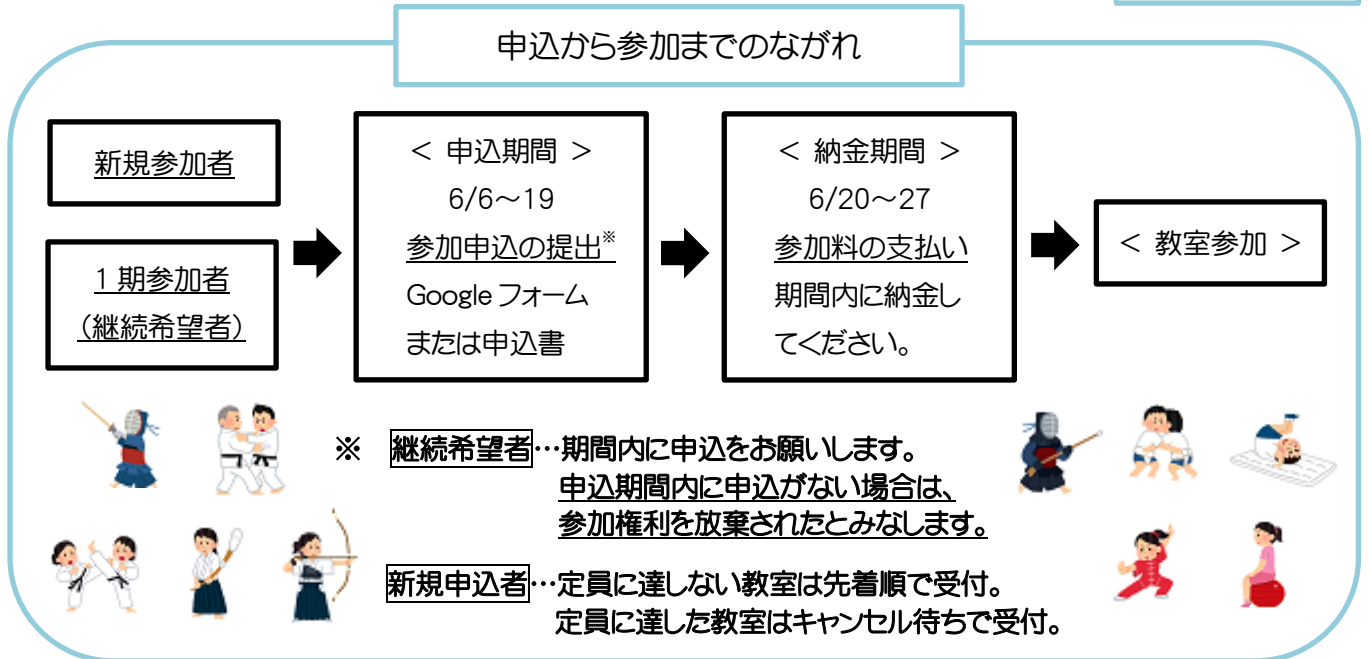 申込から参加までのながれ
新規参加者
1期参加者
(継続希望者)
< 申込期間 >
6/6～19
参加申込の提出※
Googleフォーム
または申込書
< 納金期間 >
6/20～27
参加料の支払い
期間内に納金し
てください。
< 教室参加 >
※ 継続希望者…期間内に申込をお願いします。
申込期間内に申込がない場合は、
参加権利を放棄されたとみなします。
新規申込者…定員に達しない教室は先着順で受付。
定員に達した教室はキャンセル待ちで受付。